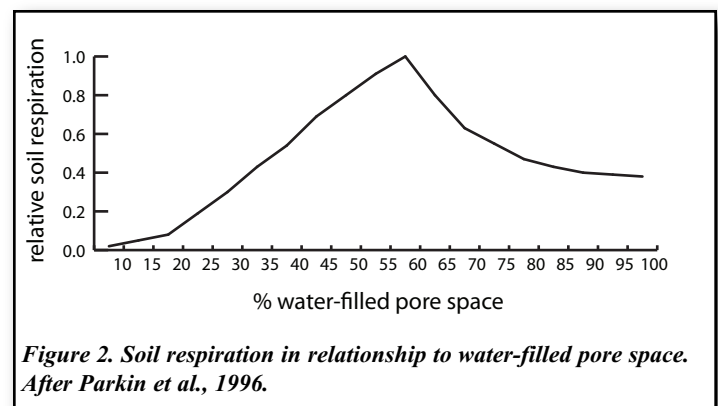 relative soil respiration
1.0
0.8
0.6
0.4
0.2
0.0
10 15 20 25 30 35 40 45 50 55 60 65 70 75 80 85 90 95 100
% water-filled pore space
Figure 2. Soil respiration in relationship to water-filled pore space.
After Parkin et al., 1996.